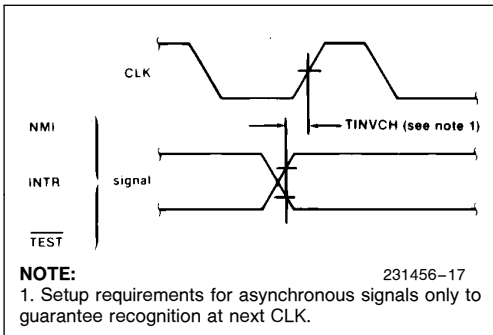 CLK
TINVCH (see note 1)
NMI
INTR
signal
TEST
NOTE:
231456–17
1. Setup requirements for asynchronous signals only to
guarantee recognition at next CLK.